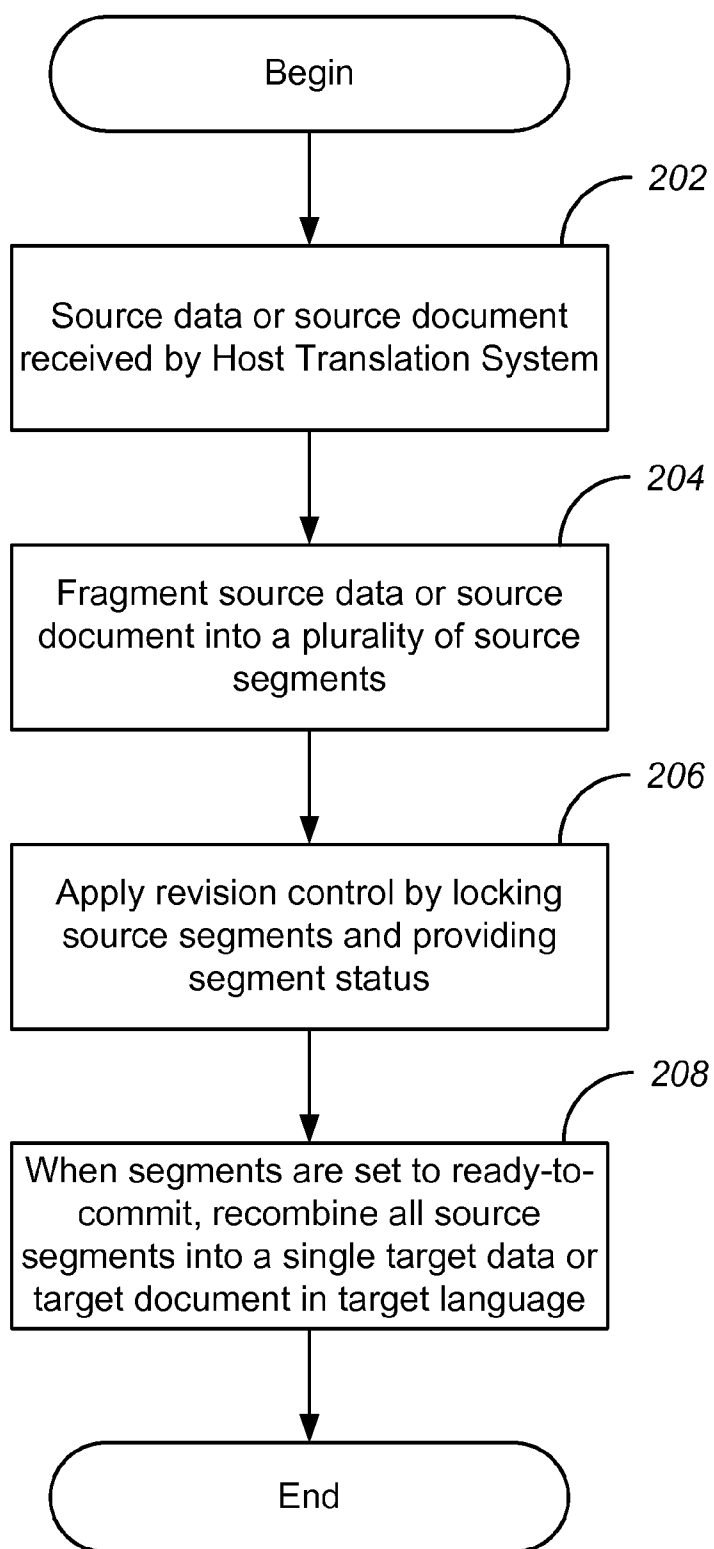 Begin
202
Source data or source document
received by Host Translation System
204
Fragment source data or source
document into a plurality of source
segments
206
Apply revision control by locking
source segments and providing
segment status
208
When segments are set to ready-to-
commit, recombine all source
segments into a single target data or
target document in target language
End